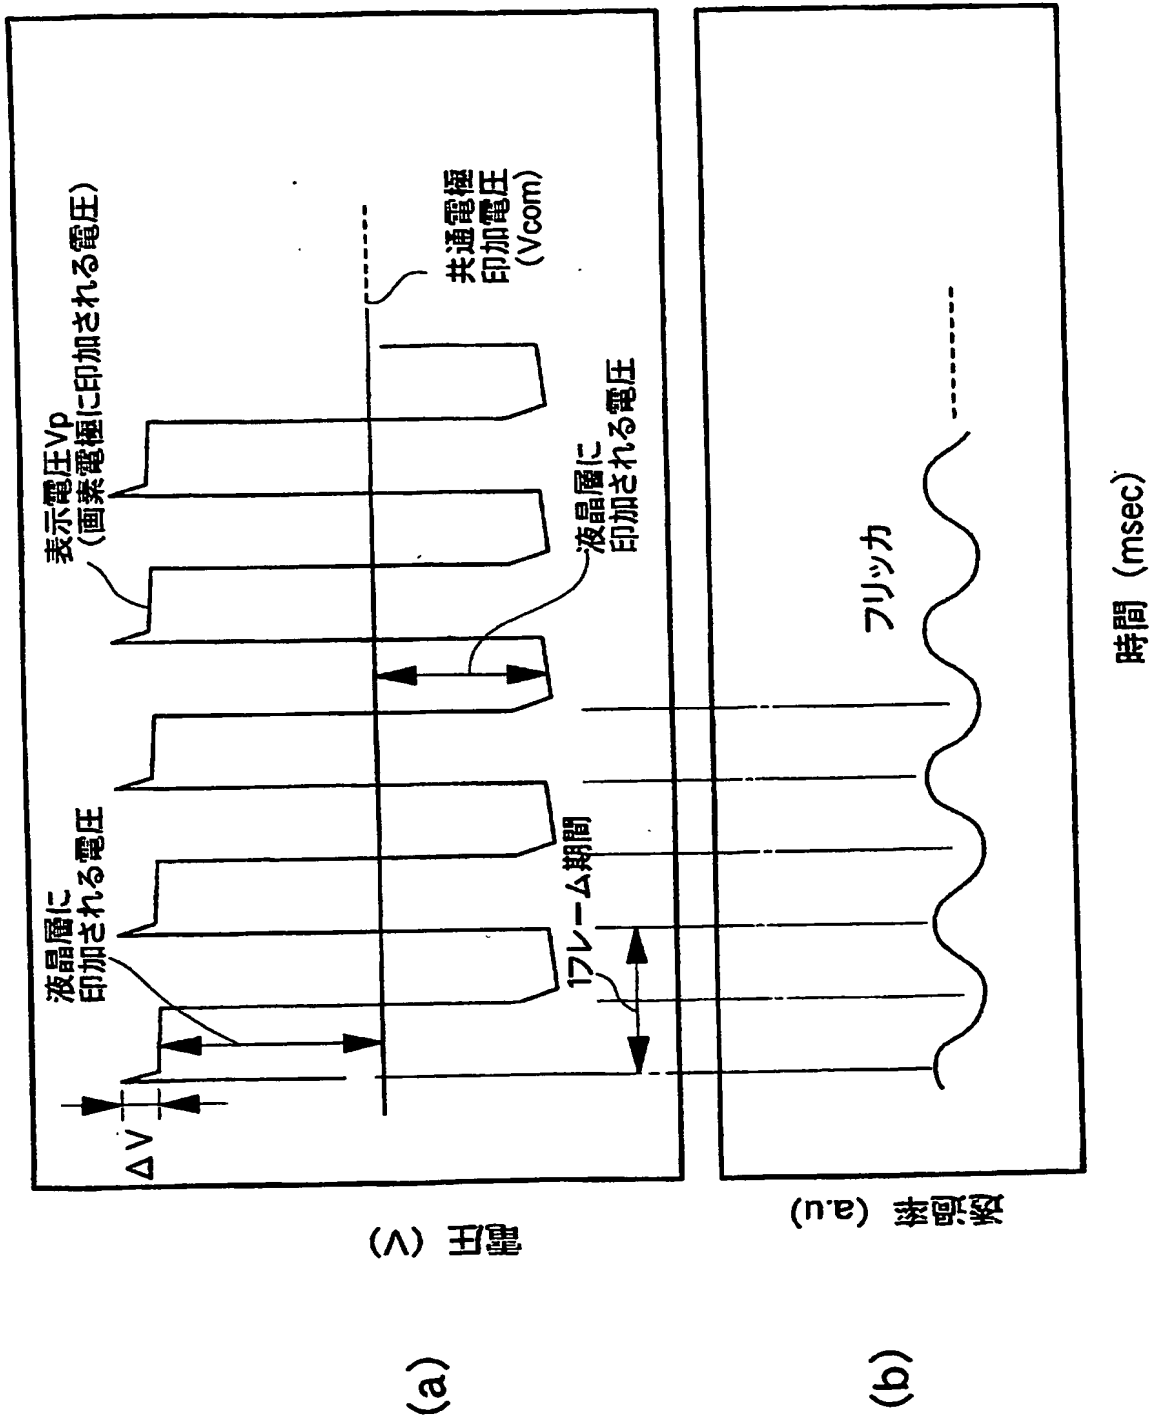 (a)
電圧 (V)
ΔV
液晶層に
印加される電圧
表示電圧Vp
(画素電極に印加される電圧)
共通電極
印加電圧
(Vcom)
液晶層に
印加される電圧
1フレーム期間
(b)
透過率 (a.u)
フリッカ
時間 (msec)